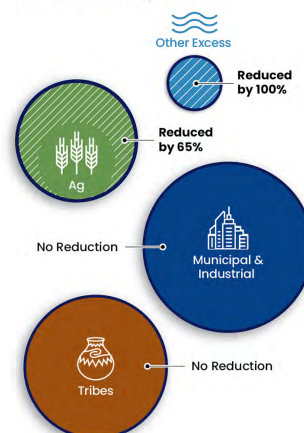 Other Excess
Reduced
by 100%
Reduced
by 65%
Ag
No Reduction
Municipal &
Industrial
No Reduction
Tribes